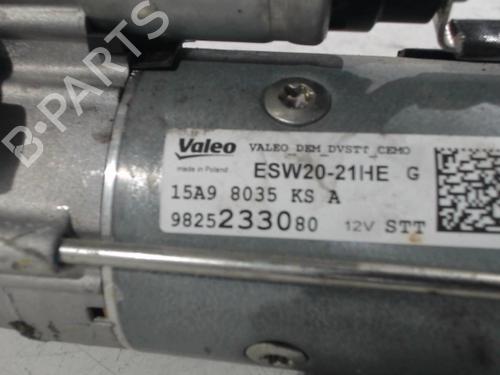 Valeo VALEO_DEM_DVSTT_CEMO
made in Poland ESW20-21HE G
15A9 8035 KS A
9825233080 12V STT
B-Parts